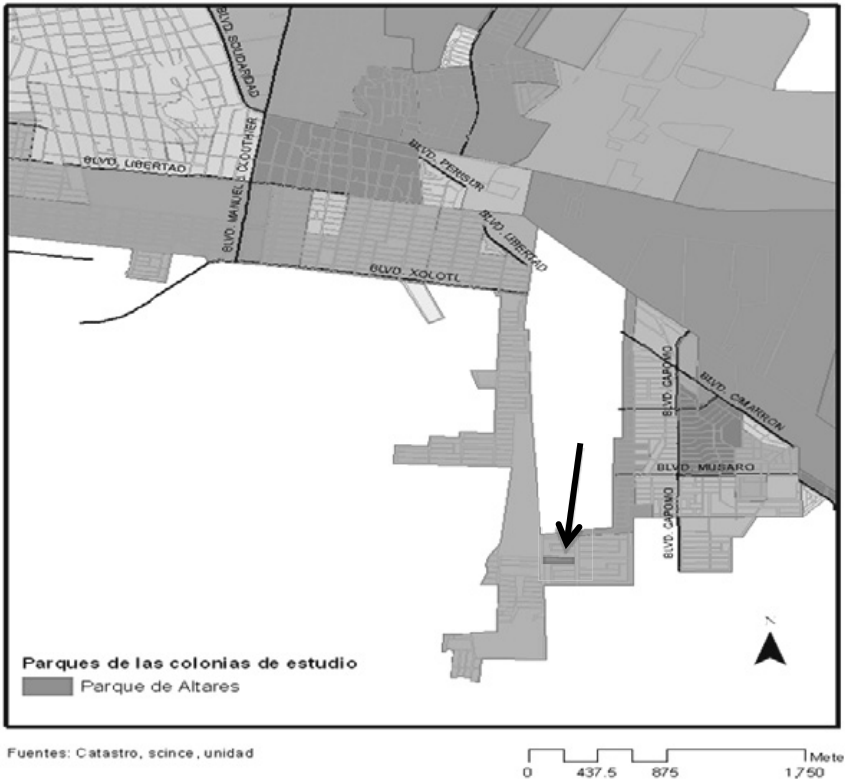 BLVD. SOLIDARIDAD
BLVD. LIBERTAD
BLVD. MANUEL J CLOUTHIER
BLVD. PERISUR
BLVD. LIBERTAD
BLVD. XOLOTL
BLVD. CAPOMO
BLVD. CIMARRON
BLVD. MUSARO
BLVD. CAPOMO
N
Parques de las colonias de estudio
Parque de Altares
Fuentes: Catastro, scince, unidad
Mete
0 437.5 875 1,750